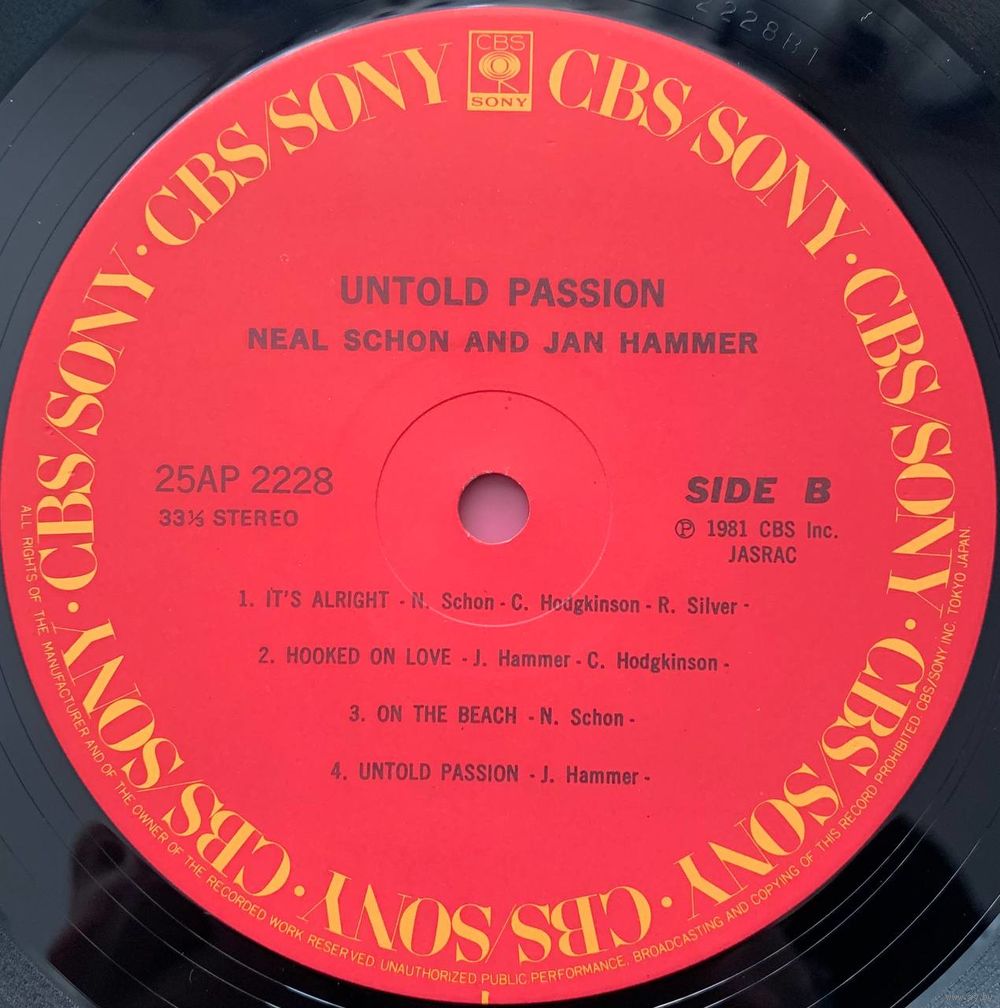 2228B1
CBS
SONY
CBS/SONY · CBS/SONY · CBS/SONY · CBS/SONY · CBS/SONY · CBS/SONY · CBS/SONY · CBS/SONY · CBS/SONY
UNTOLD PASSION
NEAL SCHON AND JAN HAMMER
25AP 2228
33⅓ STEREO
SIDE B
℗ 1981 CBS Inc.
JASRAC
1. IT'S ALRIGHT - N. Schon - C. Hodgkinson - R. Silver -
2. HOOKED ON LOVE - J. Hammer - C. Hodgkinson -
3. ON THE BEACH - N. Schon -
4. UNTOLD PASSION - J. Hammer -
ALL RIGHTS OF THE MANUFACTURER AND OF THE OWNER OF THE RECORDED WORK RESERVED. UNAUTHORIZED PUBLIC PERFORMANCE, BROADCASTING AND COPYING OF THIS RECORD PROHIBITED. CBS/SONY INC. TOKYO JAPAN.